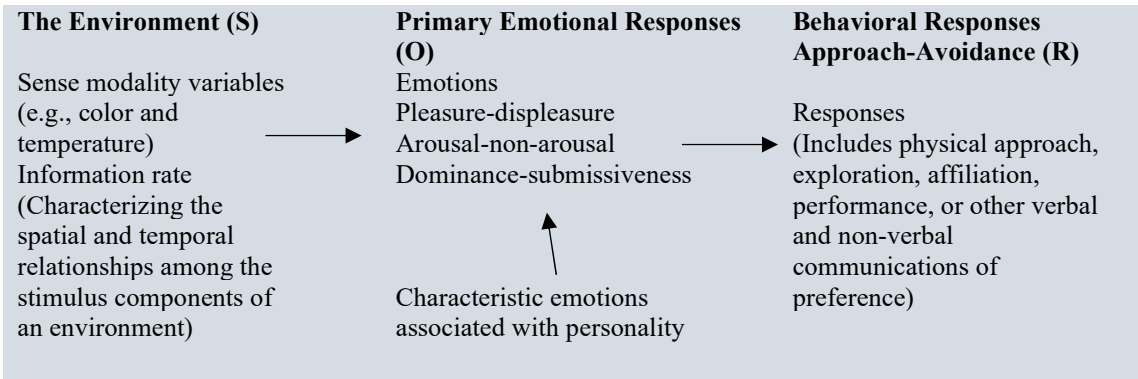 The Environment (S)
Sense modality variables
(e.g., color and
temperature)
Information rate
(Characterizing the
spatial and temporal
relationships among the
stimulus components of
an environment)
Primary Emotional Responses
(O)
Emotions
Pleasure-displeasure
Arousal-non-arousal
Dominance-submissiveness
Characteristic emotions
associated with personality
Behavioral Responses
Approach-Avoidance (R)
Responses
(Includes physical approach,
exploration, affiliation,
performance, or other verbal
and non-verbal
communications of
preference)